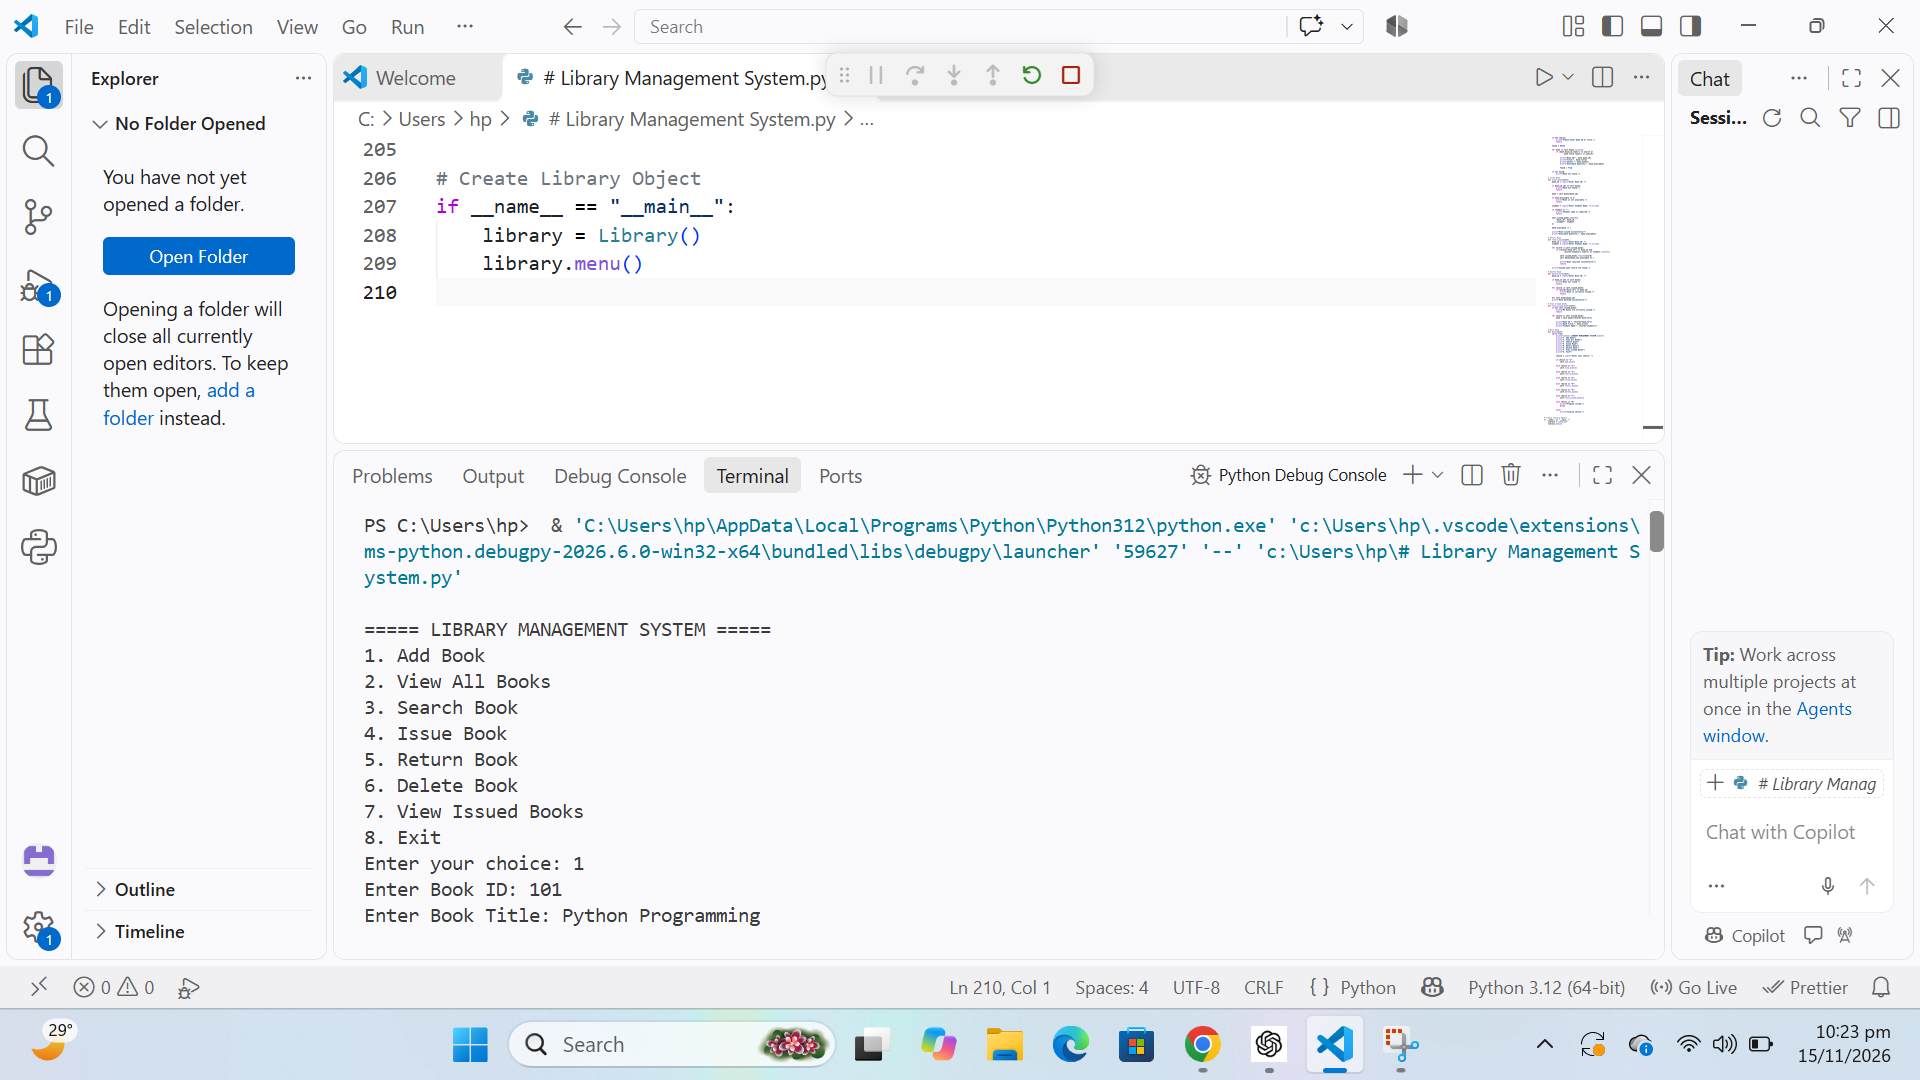 File Edit Selection View Go Run ···
Search
Explorer ···
No Folder Opened
You have not yet
opened a folder.
Open Folder
Opening a folder will
close all currently
open editors. To keep
them open, add a
folder instead.
Outline
Timeline
1
1
1
Welcome
# Library Management System.py
C: > Users > hp > # Library Management System.py > ...
205
206 # Create Library Object
207 if __name__ == "__main__":
208 library = Library()
209 library.menu()
210
Problems Output Debug Console Terminal Ports
Python Debug Console
PS C:\Users\hp>  & 'C:\Users\hp\AppData\Local\Programs\Python\Python312\python.exe' 'c:\Users\hp\.vscode\extensions\
ms-python.debugpy-2026.6.0-win32-x64\bundled\libs\debugpy\launcher' '59627' '--' 'c:\Users\hp\# Library Management S
ystem.py'
===== LIBRARY MANAGEMENT SYSTEM =====
1. Add Book
2. View All Books
3. Search Book
4. Issue Book
5. Return Book
6. Delete Book
7. View Issued Books
8. Exit
Enter your choice: 1
Enter Book ID: 101
Enter Book Title: Python Programming
Chat
Sessi...
Tip: Work across
multiple projects at
once in the Agents
window.
# Library Manag
Chat with Copilot
Copilot
0 0
Ln 210, Col 1 Spaces: 4 UTF-8 CRLF { } Python Python 3.12 (64-bit) Go Live Prettier
29°
Search
10:23 pm
15/11/2026